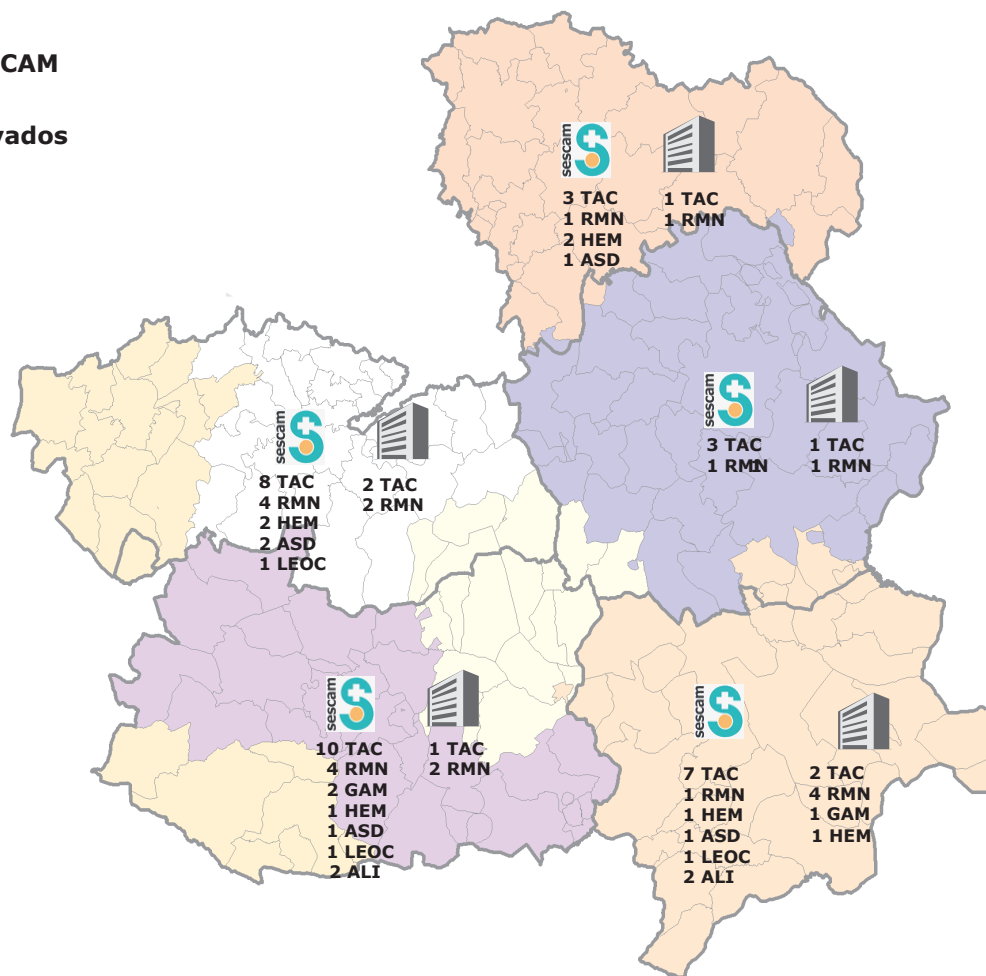 CAM
vados
sescam
3 TAC
1 RMN
2 HEM
1 ASD
1 TAC
1 RMN
sescam
3 TAC
1 RMN
1 TAC
1 RMN
sescam
8 TAC
4 RMN
2 HEM
2 ASD
1 LEOC
2 TAC
2 RMN
sescam
10 TAC
4 RMN
2 GAM
1 HEM
1 ASD
1 LEOC
2 ALI
1 TAC
2 RMN
sescam
7 TAC
1 RMN
1 HEM
1 ASD
1 LEOC
2 ALI
2 TAC
4 RMN
1 GAM
1 HEM